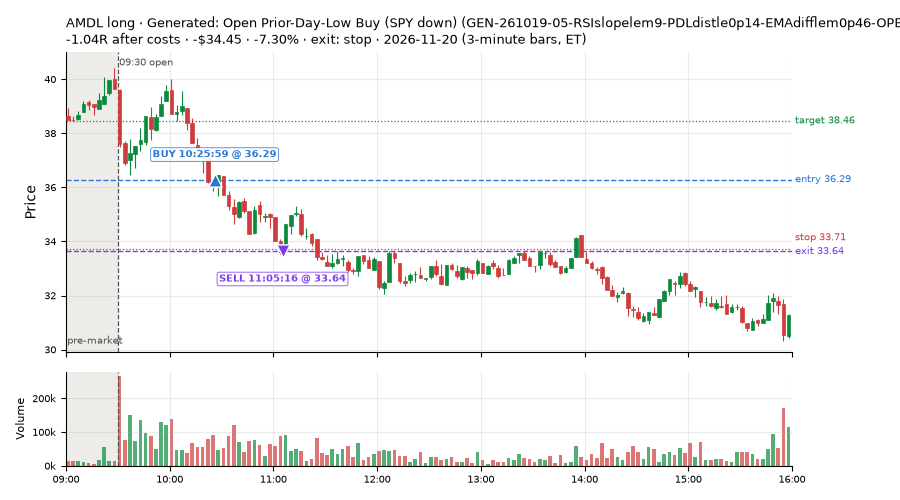 AMDL long · Generated: Open Prior-Day-Low Buy (SPY down) (GEN-261019-05-RSIslopelem9-PDLdistle0p14-EMAdifflem0p46-OPE
-1.04R after costs · -$34.45 · -7.30% · exit: stop · 2026-11-20 (3-minute bars, ET)
09:30 open
40
38
36
34
32
30
Price
target 38.46
BUY 10:25:59 @ 36.29
entry 36.29
stop 33.71
exit 33.64
SELL 11:05:16 @ 33.64
pre-market
Volume
200k
100k
0k
09:00
10:00
11:00
12:00
13:00
14:00
15:00
16:00